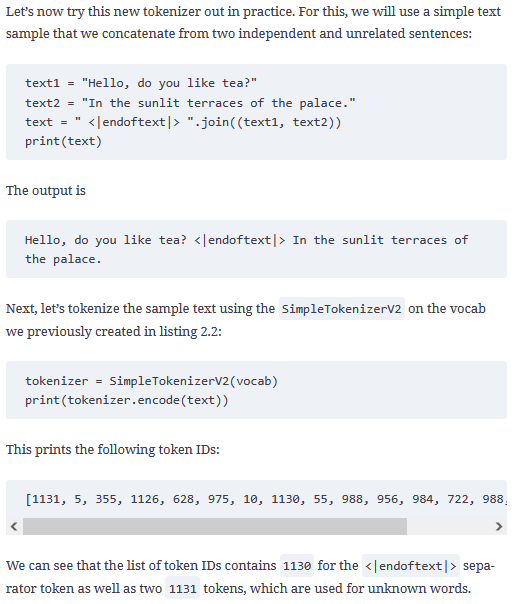 Let’s now try this new tokenizer out in practice. For this, we will use a simple text
sample that we concatenate from two independent and unrelated sentences:
text1 = "Hello, do you like tea?"
text2 = "In the sunlit terraces of the palace."
text = " <|endoftext|> ".join((text1, text2))
print(text)
The output is
Hello, do you like tea? <|endoftext|> In the sunlit terraces of
the palace.
Next, let’s tokenize the sample text using the SimpleTokenizerV2 on the vocab
we previously created in listing 2.2:
tokenizer = SimpleTokenizerV2(vocab)
print(tokenizer.encode(text))
This prints the following token IDs:
[1131, 5, 355, 1126, 628, 975, 10, 1130, 55, 988, 956, 984, 722, 988,
We can see that the list of token IDs contains 1130 for the <|endoftext|> sepa-
rator token as well as two 1131 tokens, which are used for unknown words.